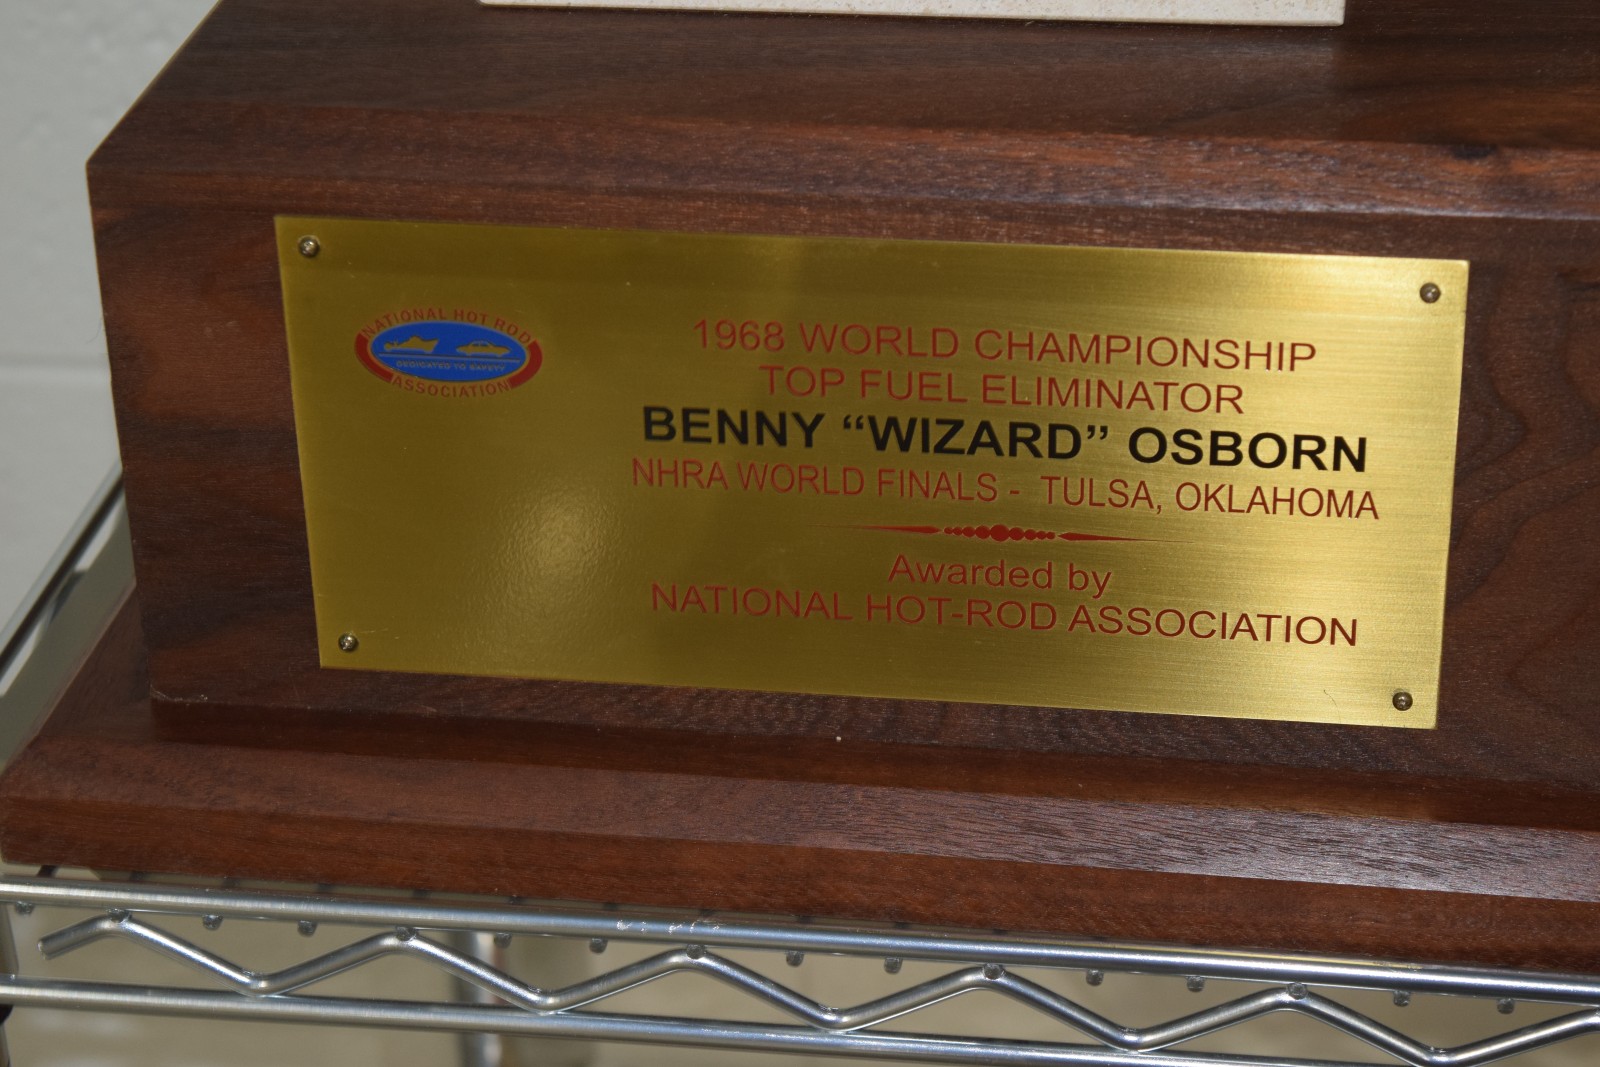 NATIONAL HOT ROD
DEDICATED TO SAFETY
ASSOCIATION
1968 WORLD CHAMPIONSHIP
TOP FUEL ELIMINATOR
BENNY “WIZARD” OSBORN
NHRA WORLD FINALS - TULSA, OKLAHOMA
Awarded by
NATIONAL HOT-ROD ASSOCIATION